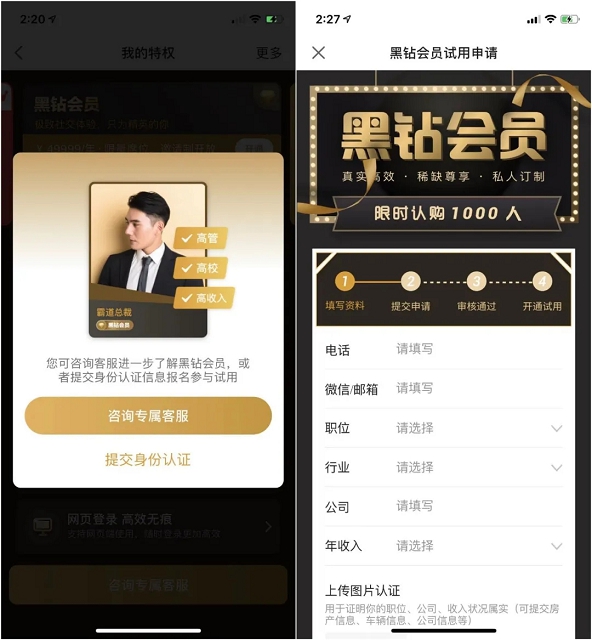 2:20
我的特权
更多
黑钻会员
高管
高校
高收入
霸道总裁
黑钻会员
您可咨询客服进一步了解黑钻会员，或
者提交身份认证信息报名参与试用
咨询专属客服
提交身份认证
网页登录 高效无痕
咨询专属客服
2:27
黑钻会员试用申请
黑钻会员
真实高效 · 稀缺尊享 · 私人订制
限时认购 1000 人
1
2
3
4
填写资料
提交申请
审核通过
开通试用
电话
请填写
微信/邮箱
请填写
职位
请选择
行业
请选择
公司
请填写
年收入
请选择
上传图片认证
用于证明你的职位、公司、收入状况属实（可提交房
产信息、车辆信息、公司信息等）